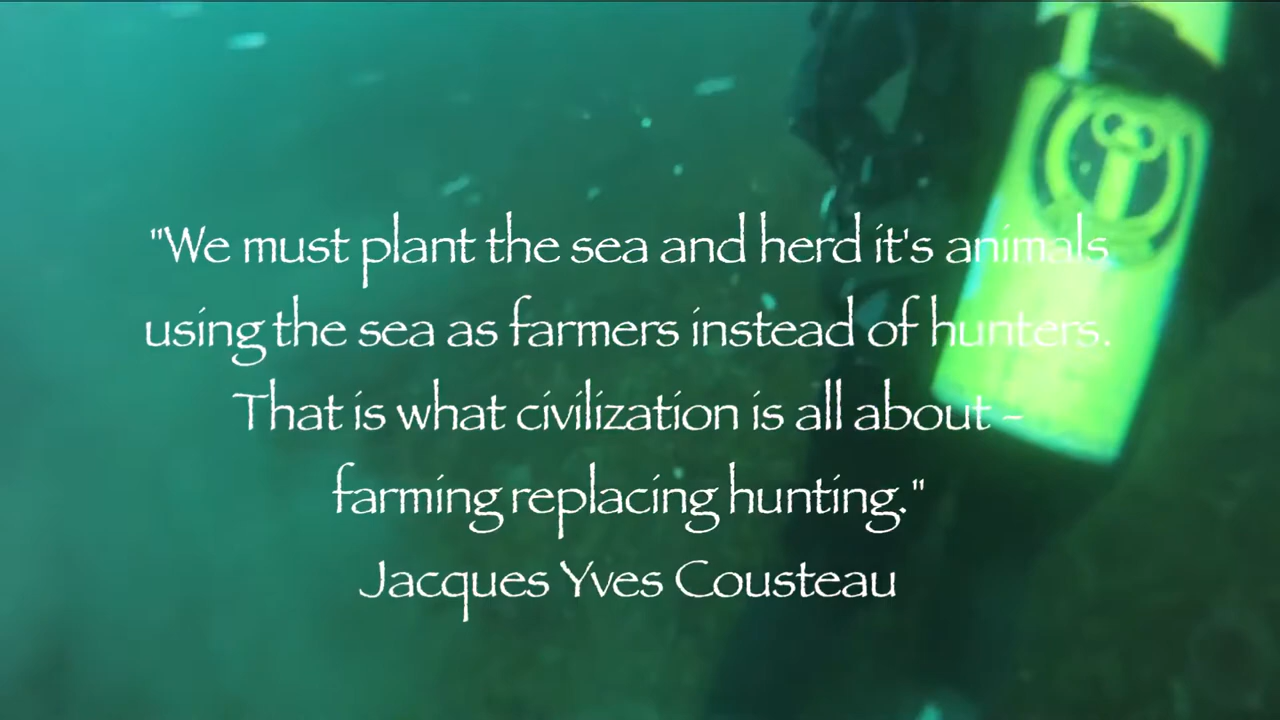 "We must plant the sea and herd it's animals
using the sea as farmers instead of hunters.
That is what civilization is all about -
farming replacing hunting."
Jacques Yves Cousteau